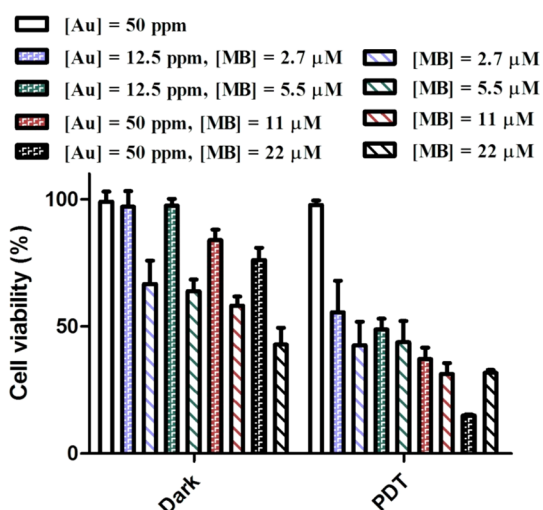 [Au] = 50 ppm
[Au] = 12.5 ppm, [MB] = 2.7 μM
[MB] = 2.7 μM
[Au] = 12.5 ppm, [MB] = 5.5 μM
[MB] = 5.5 μM
[Au] = 50 ppm, [MB] = 11 μM
[MB] = 11 μM
[Au] = 50 ppm, [MB] = 22 μM
[MB] = 22 μM
Cell viability (%)
100
50
0
Dark
PDT